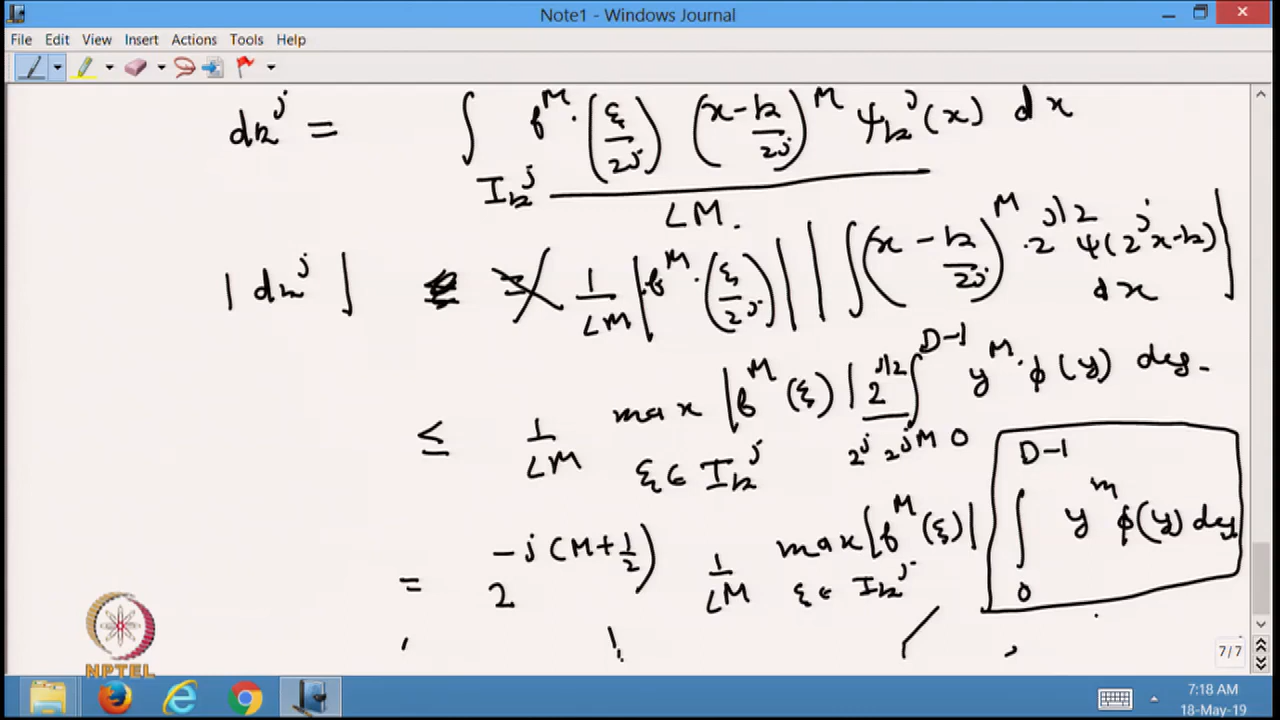 Note1 - Windows Journal
File Edit View Insert Actions Tools Help
d_k^j = ∫_{I_k^j} f^M · (ξ/2^j) (x - k/2^j)^M ψ_k^j (x) dx
LM.
|d_k^j| 1/LM |f^M · (ξ/2^j)| | ∫ (x - k/2^j)^M · 2^{j/2} ψ(2^j x - k) dx |
≤ 1/LM max_{ξ ∈ I_k^j} |f^M (ξ)| 2^{j/2} / 2^j 2^{jM} ∫_0^{D-1} y^M · φ(y) dy.
= 2^{-j(M + 1/2)} 1/LM max_{ξ ∈ I_k^j} |f^M (ξ)| ∫_0^{D-1} y^m φ(y) dy
NPTEL
7/7
7:18 AM
18-May-19